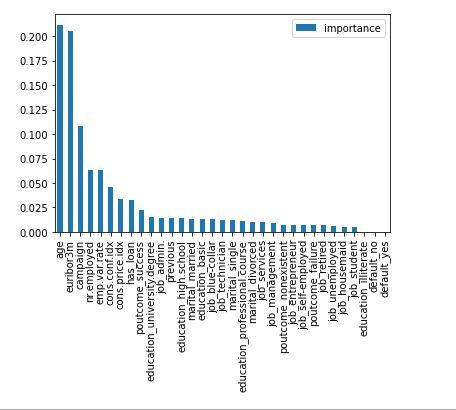 importance
0.200
0.175
0.150
0.125
0.100
0.075
0.050
0.025
0.000
age
euribor3m
campaign
nr.employed
emp.var.rate
cons.conf.idx
cons.price.idx
has_loan
poutcome_success
education_university.degree
job_admin.
previous
education_high.school
marital_married
education_basic
job_blue-collar
job_technician
marital_single
education_professional.course
marital_divorced
job_services
job_management
poutcome_nonexistent
job_entrepreneur
job_self-employed
poutcome_failure
job_retired
job_unemployed
job_housemaid
job_student
education_illiterate
default_no
default_yes